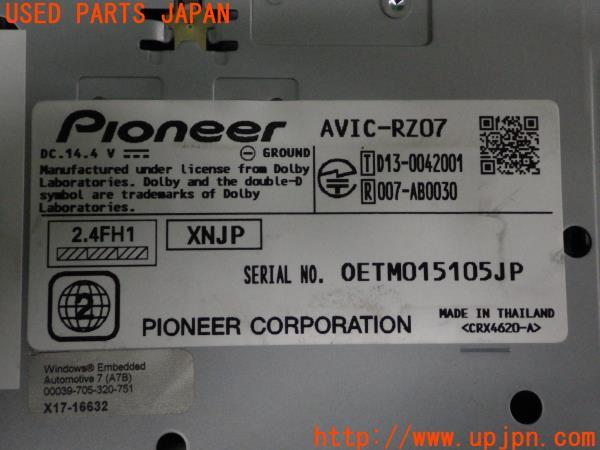 USED PARTS JAPAN
Pioneer AVIC-RZ07
DC.14.4 V GROUND
Manufactured under license from Dolby
Laboratories. Dolby and the double-D
symbol are trademarks of Dolby
Laboratories.
T D13-0042001
R 007-AB0030
2.4FH1 XNJP
SERIAL NO. OETM015105JP
2
PIONEER CORPORATION
MADE IN THAILAND
<CRX4620-A>
Windows® Embedded
Automotive 7 (A7B)
00039-705-320-751
X17-16632
(株)UPJ http://www.upjpn.com